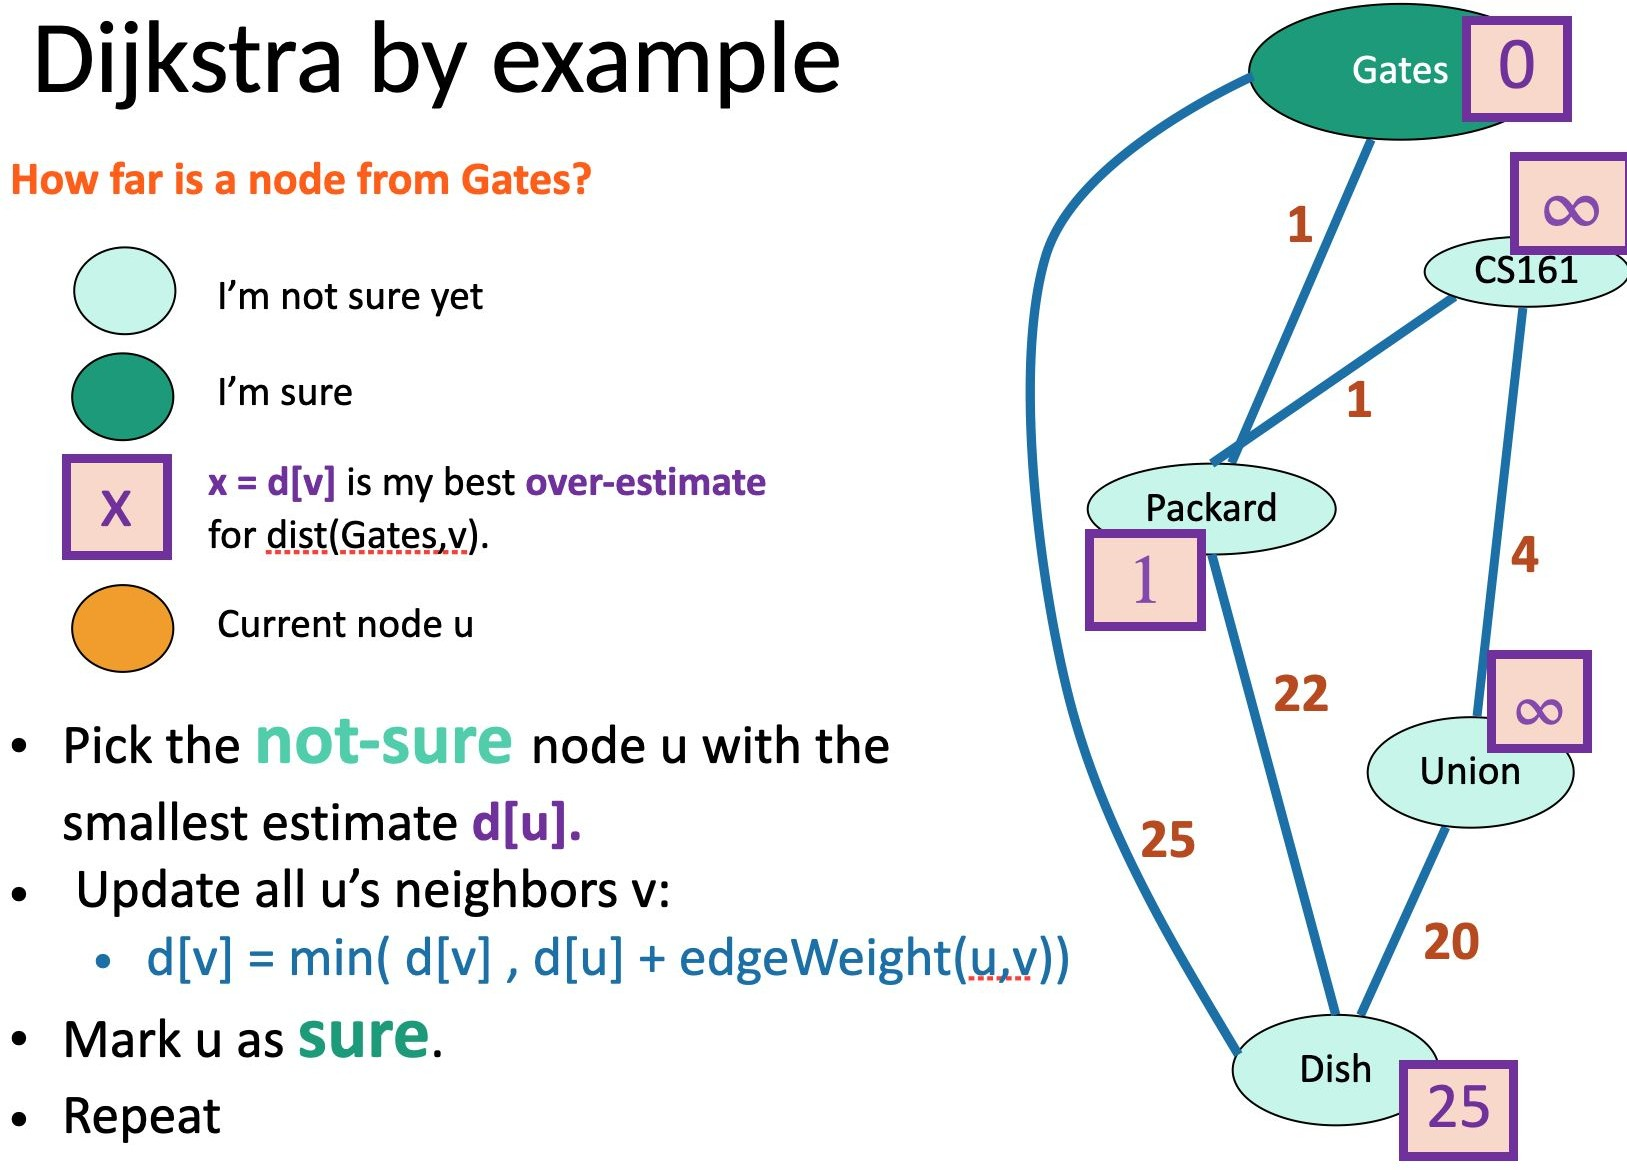 Dijkstra by example
How far is a node from Gates?
I'm not sure yet
I'm sure
x
x = d[v] is my best over-estimate
for dist(Gates,v).
Current node u
• Pick the not-sure node u with the
smallest estimate d[u].
• Update all u's neighbors v:
• d[v] = min( d[v] , d[u] + edgeWeight(u,v))
• Mark u as sure.
• Repeat
Gates
0
∞
CS161
1
1
Packard
1
4
22
∞
Union
25
20
Dish
25